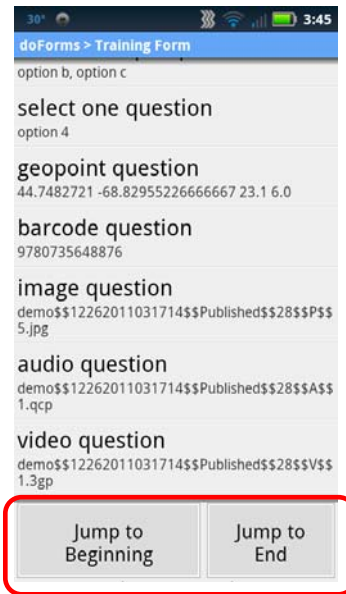 30° 3:45
doForms > Training Form
option b, option c
select one question
option 4
geopoint question
44.7482721 -68.82955226666667 23.1 6.0
barcode question
9780735648876
image question
demo$$12262011031714$$Published$$28$$P$$
5.jpg
audio question
demo$$12262011031714$$Published$$28$$A$$
1.qcp
video question
demo$$12262011031714$$Published$$28$$V$$
1.3gp
Jump to Jump to
Beginning End